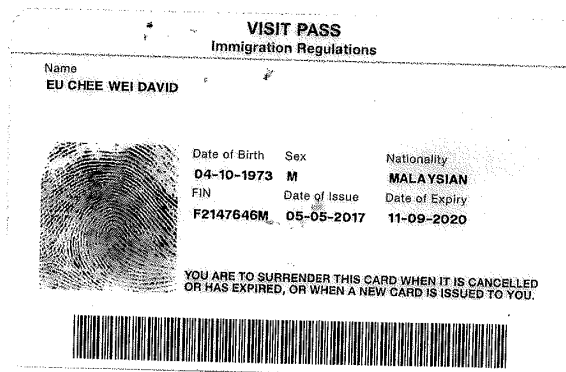 VISIT PASS
Immigration Regulations
Name
EU CHEE WEI DAVID
Date of Birth Sex Nationality
04-10-1973 M MALAYSIAN
FIN Date of Issue Date of Expiry
F2147646M 05-05-2017 11-09-2020
YOU ARE TO SURRENDER THIS CARD WHEN IT IS CANCELLED
OR HAS EXPIRED, OR WHEN A NEW CARD IS ISSUED TO YOU.